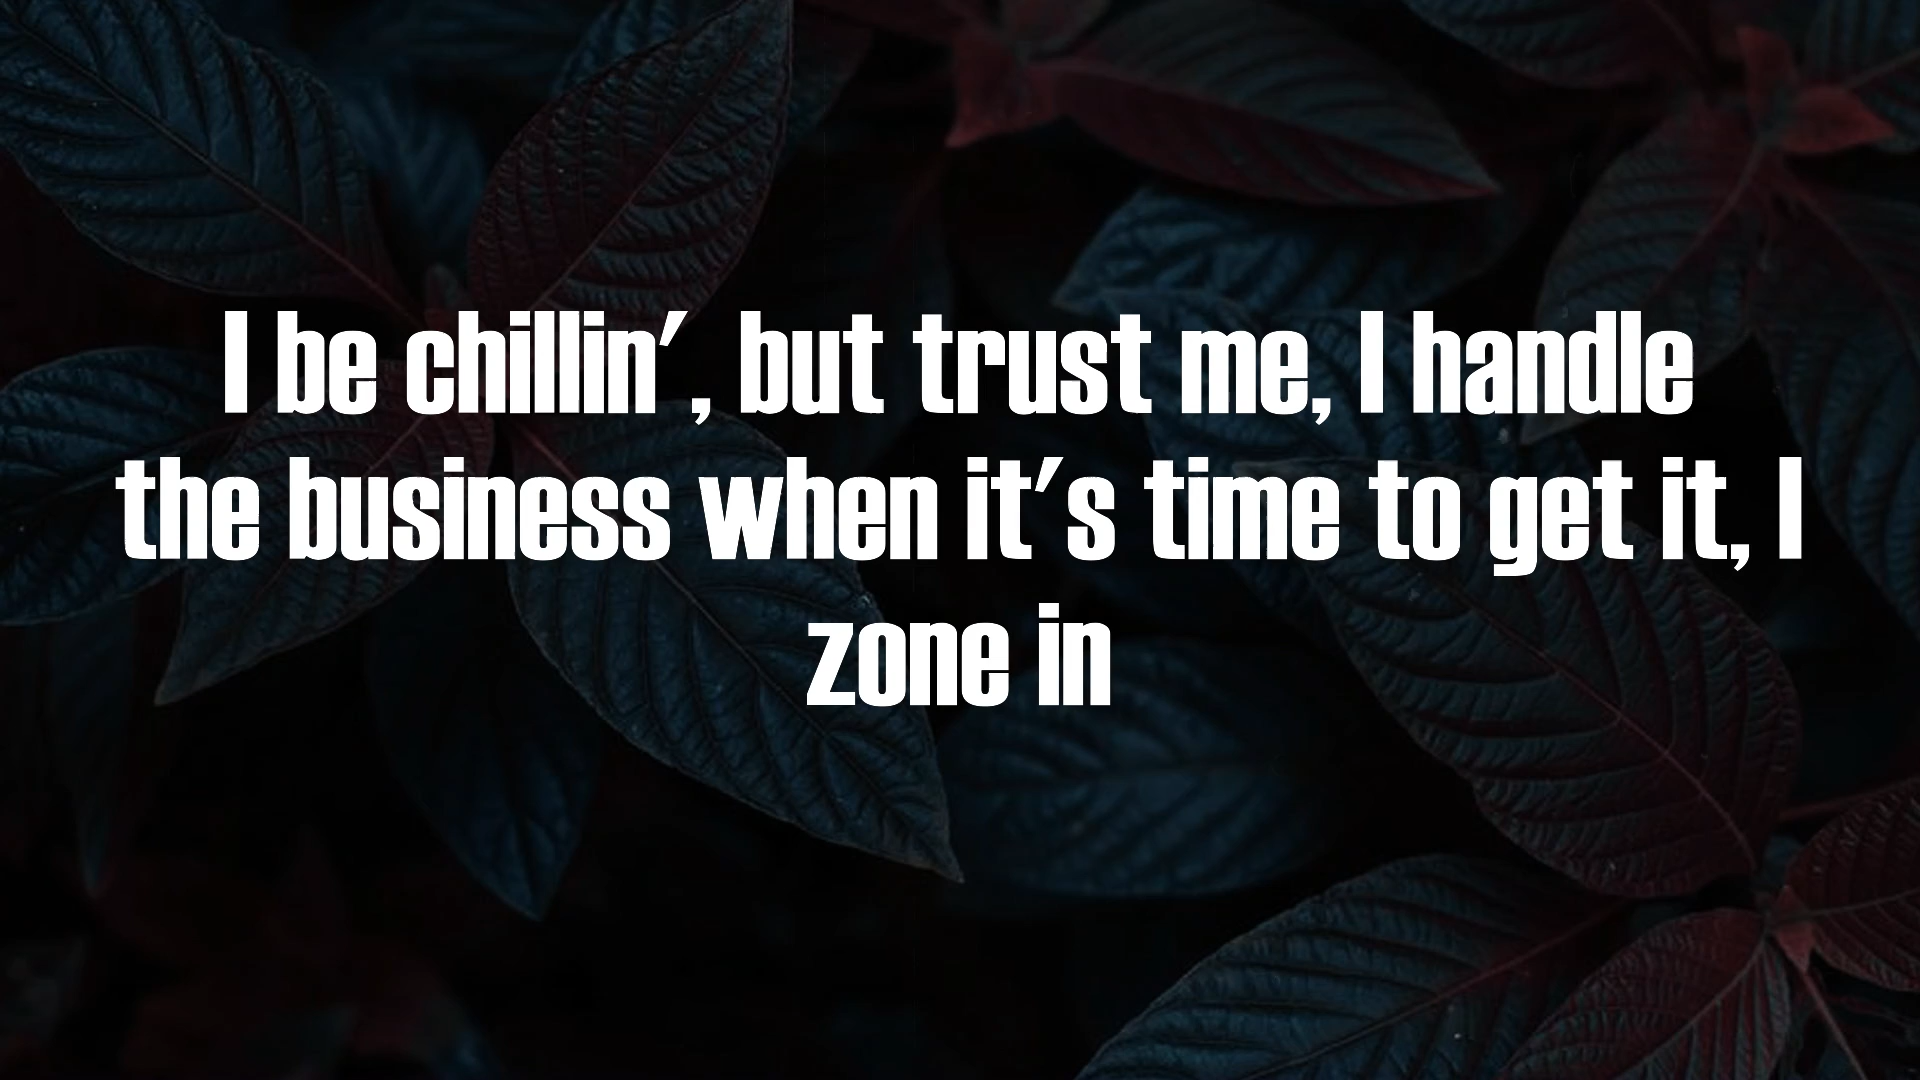 I be chillin', but trust me, I handle
the business when it's time to get it, I
zone in